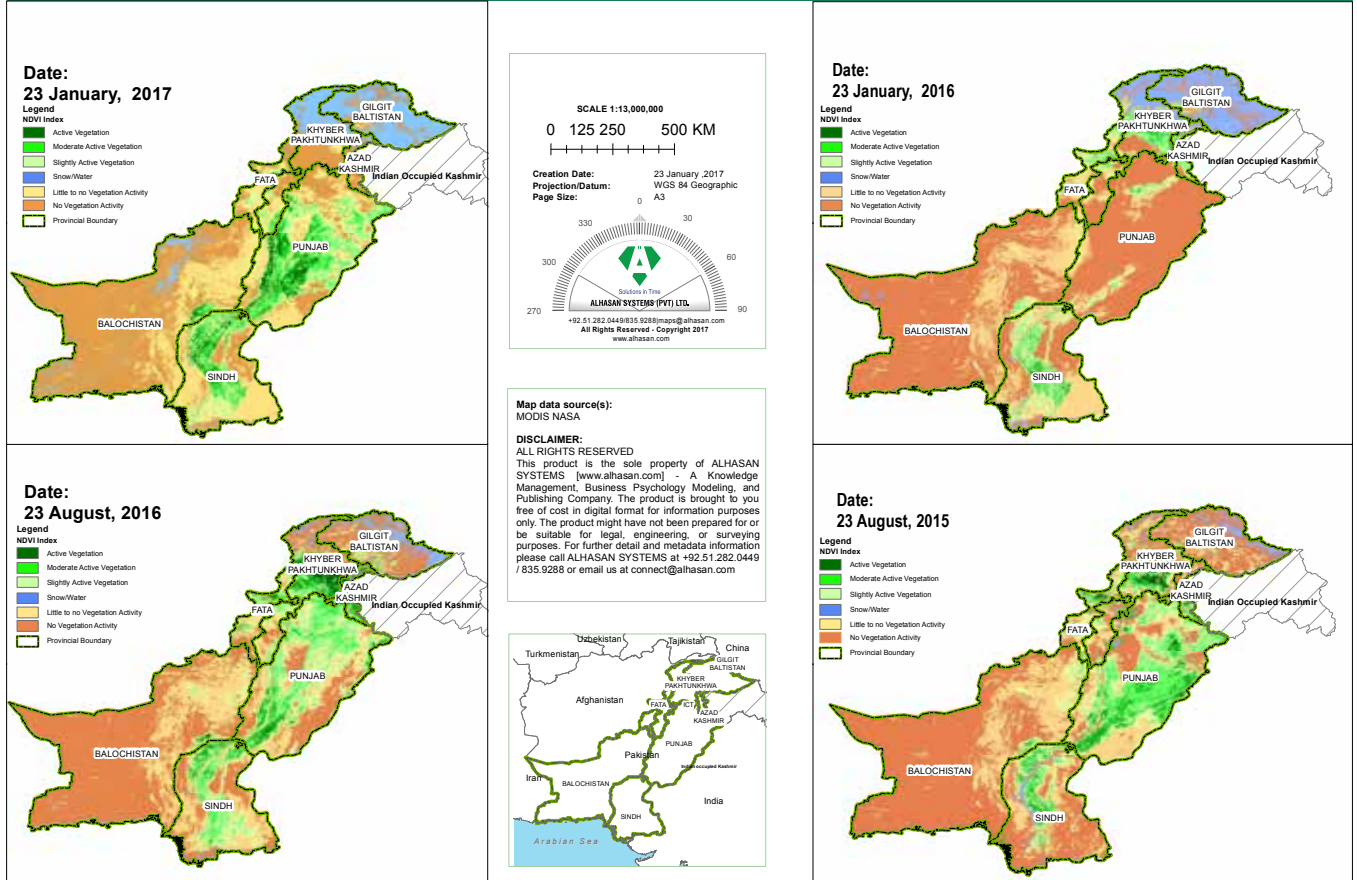 Date:
23 January, 2017
Legend
NDVI Index
Active Vegetation
Moderate Active Vegetation
Slightly Active Vegetation
Snow/Water
Little to no Vegetation Activity
No Vegetation Activity
Provincial Boundary
GILGIT
BALTISTAN
KHYBER
PAKHTUNKHWA
AZAD
KASHMIR
Indian Occupied Kashmir
FATA
PUNJAB
BALOCHISTAN
SINDH
SCALE 1:13,000,000
0 125 250 500 KM
Creation Date: 23 January ,2017
Projection/Datum: WGS 84 Geographic
Page Size: A3
0
330 30
300 60
270 90
Solutions in Time
ALHASAN SYSTEMS (PVT) LTD.
+92.51.282.0449/835.9288|maps@alhasan.com
All Rights Reserved - Copyright 2017
www.alhasan.com
Date:
23 January, 2016
Legend
NDVI Index
Active Vegetation
Moderate Active Vegetation
Slightly Active Vegetation
Snow/Water
Little to no Vegetation Activity
No Vegetation Activity
Provincial Boundary
GILGIT
BALTISTAN
KHYBER
PAKHTUNKHWA
AZAD
KASHMIR
Indian Occupied Kashmir
FATA
PUNJAB
BALOCHISTAN
SINDH
Map data source(s):
MODIS NASA
DISCLAIMER:
ALL RIGHTS RESERVED
This product is the sole property of ALHASAN
SYSTEMS [www.alhasan.com] - A Knowledge
Management, Business Psychology Modeling, and
Publishing Company. The product is brought to you
free of cost in digital format for information purposes
only. The product might have not been prepared for or
be suitable for legal, engineering, or surveying
purposes. For further detail and metadata information
please call ALHASAN SYSTEMS at +92.51.282.0449
/ 835.9288 or email us at connect@alhasan.com
Date:
23 August, 2016
Legend
NDVI Index
Active Vegetation
Moderate Active Vegetation
Slightly Active Vegetation
Snow/Water
Little to no Vegetation Activity
No Vegetation Activity
Provincial Boundary
GILGIT
BALTISTAN
KHYBER
PAKHTUNKHWA
AZAD
KASHMIR
Indian Occupied Kashmir
FATA
PUNJAB
BALOCHISTAN
SINDH
Uzbekistan
Tajikistan
Turkmenistan
China
GILGIT
BALTISTAN
KHYBER
PAKHTUNKHWA
Afghanistan
FATA
ICT
AZAD
KASHMIR
PUNJAB
Pakistan
Indian occupied Kashmir
Iran
BALOCHISTAN
India
SINDH
Arabian Sea
Date:
23 August, 2015
Legend
NDVI Index
Active Vegetation
Moderate Active Vegetation
Slightly Active Vegetation
Snow/Water
Little to no Vegetation Activity
No Vegetation Activity
Provincial Boundary
GILGIT
BALTISTAN
KHYBER
PAKHTUNKHWA
AZAD
KASHMIR
Indian Occupied Kashmir
FATA
PUNJAB
BALOCHISTAN
SINDH